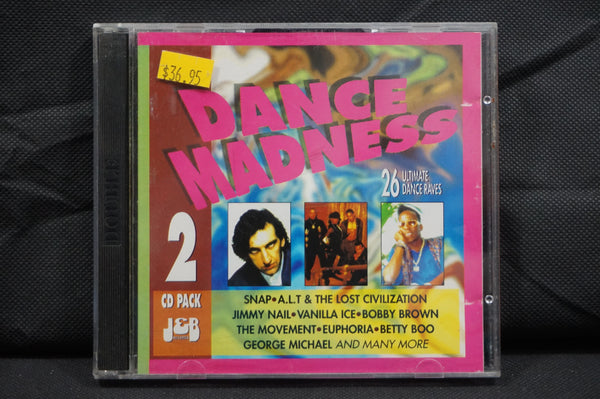 $36.95
DANCE
MADNESS
26 ULTIMATE
DANCE RAVES
2
CD PACK
J&B
SNAP•A.L.T & THE LOST CIVILIZATION
JIMMY NAIL•VANILLA ICE•BOBBY BROWN
THE MOVEMENT•EUPHORIA•BETTY BOO
GEORGE MICHAEL AND MANY MORE